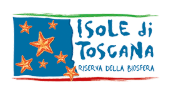 ISOLE di
TOSCANA
RISERVA DELLA BIOSFERA